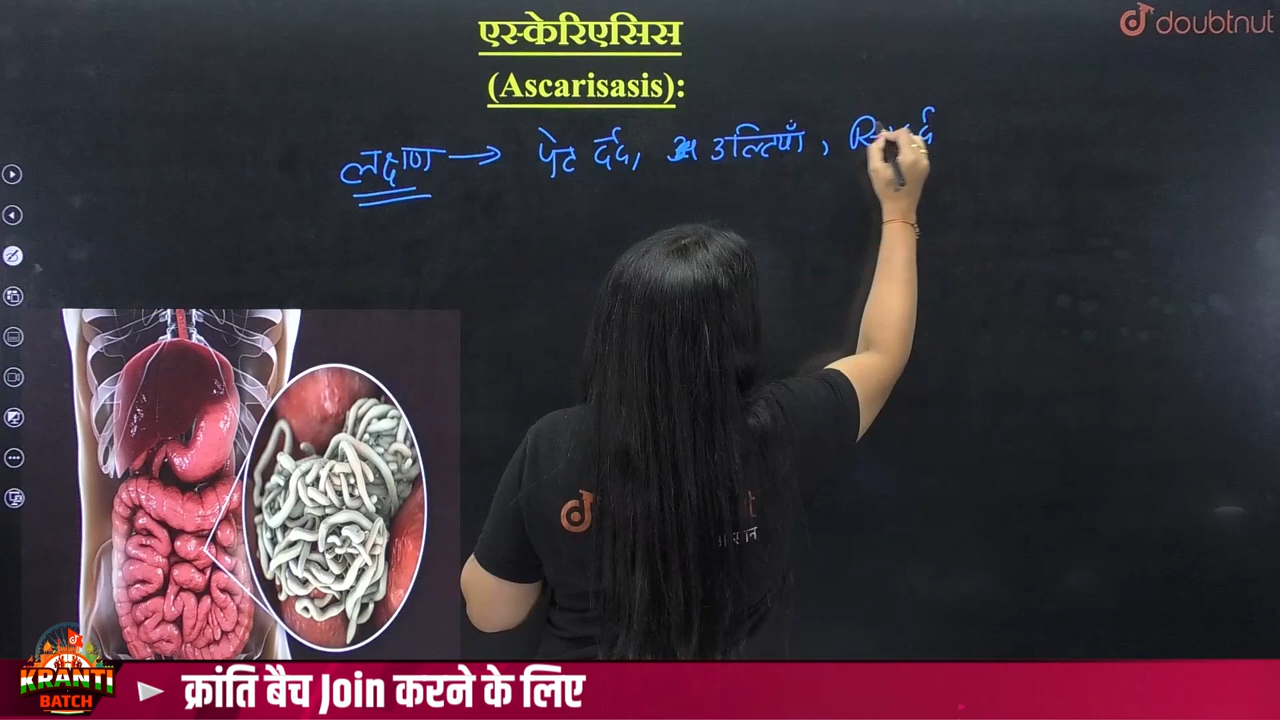 एस्केरिएसिस
doubtnut
(Ascarisasis):
लक्षण → पेट दर्द, उल्टियाँ,
KRANTI
BATCH
क्रांति बैच Join करने के लिए